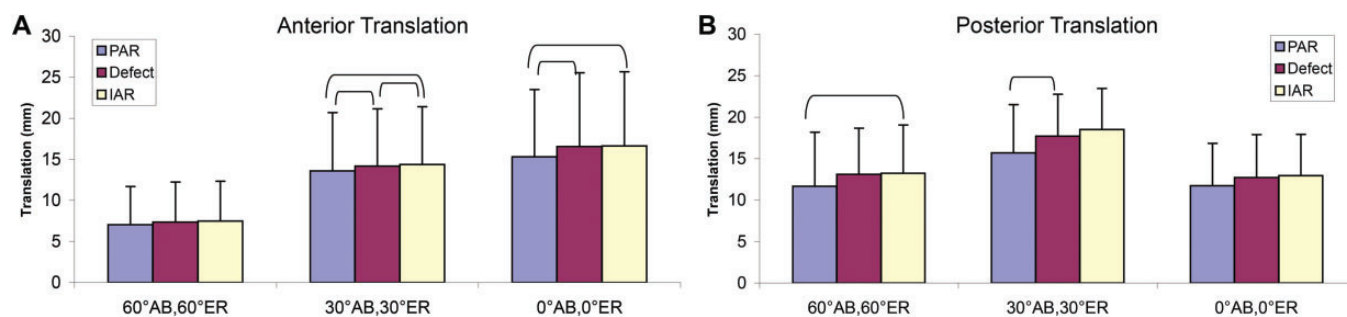 A
Anterior Translation
30
25
20
15
10
5
0
Translation (mm)
PAR
Defect
IAR
60°AB,60°ER
30°AB,30°ER
0°AB,0°ER
B
Posterior Translation
30
25
20
15
10
5
0
Translation (mm)
PAR
Defect
IAR
60°AB,60°ER
30°AB,30°ER
0°AB,0°ER